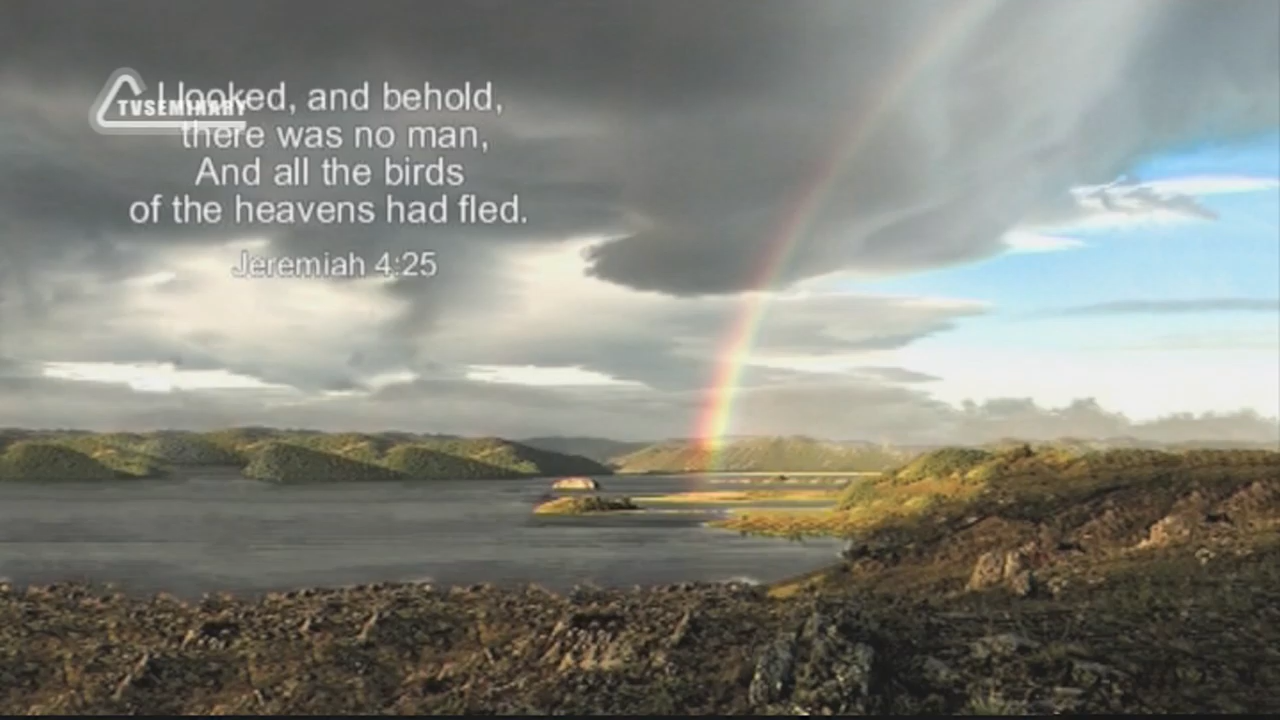 TVSEMINARY
I looked, and behold,
there was no man,
And all the birds
of the heavens had fled.
Jeremiah 4:25